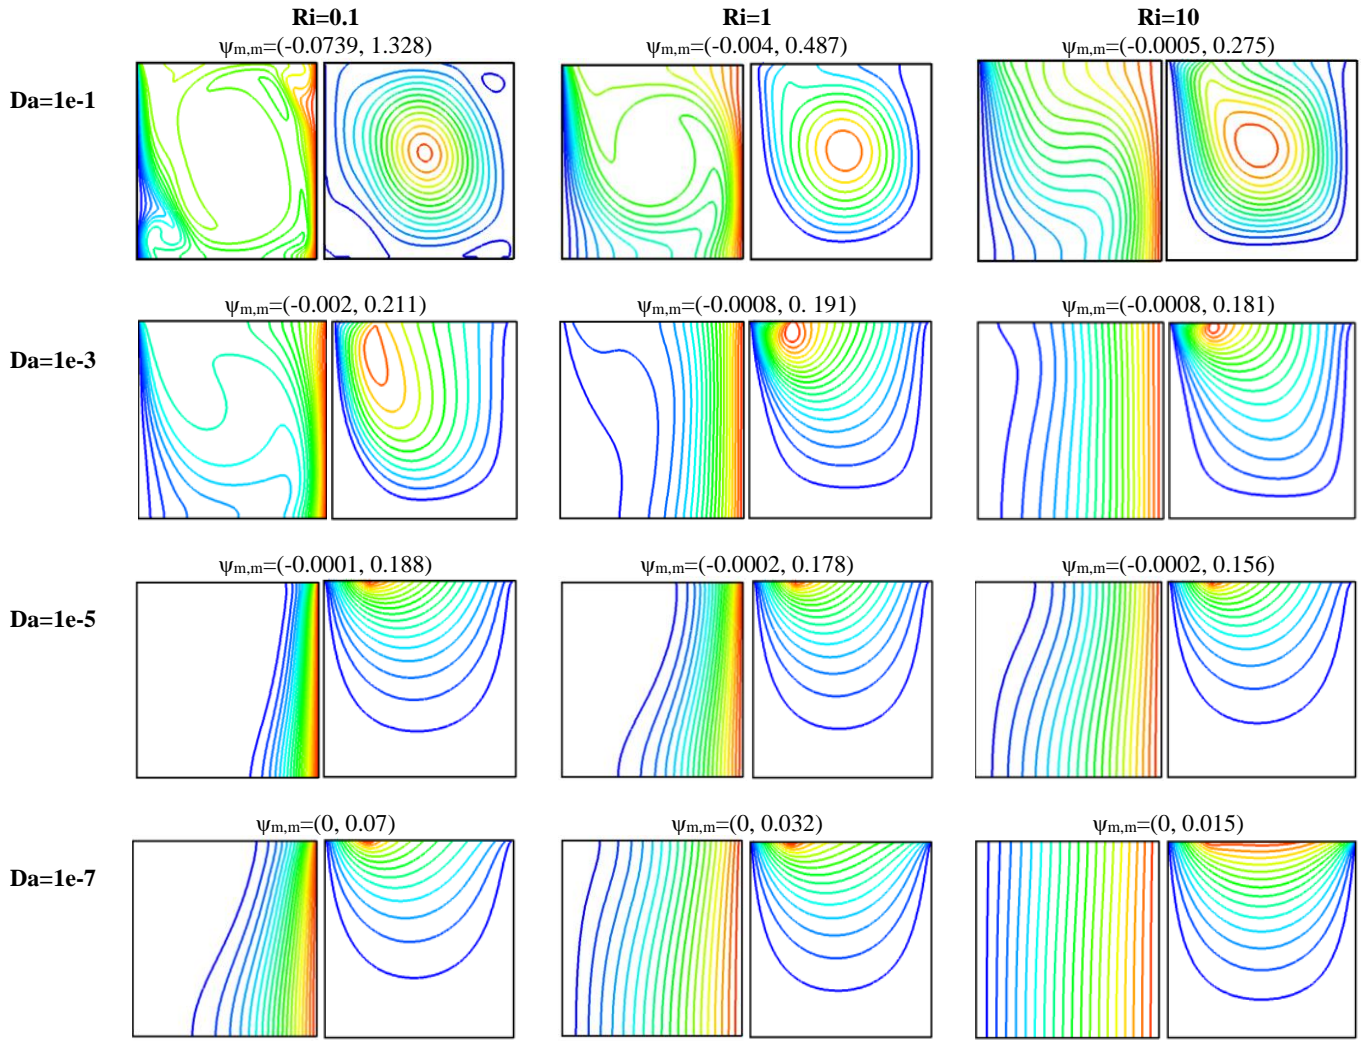 Ri=0.1 Ri=1 Ri=10
ψm,m=(-0.0739, 1.328) ψm,m=(-0.004, 0.487) ψm,m=(-0.0005, 0.275)
Da=1e-1
ψm,m=(-0.002, 0.211) ψm,m=(-0.0008, 0. 191) ψm,m=(-0.0008, 0.181)
Da=1e-3
ψm,m=(-0.0001, 0.188) ψm,m=(-0.0002, 0.178) ψm,m=(-0.0002, 0.156)
Da=1e-5
ψm,m=(0, 0.07) ψm,m=(0, 0.032) ψm,m=(0, 0.015)
Da=1e-7